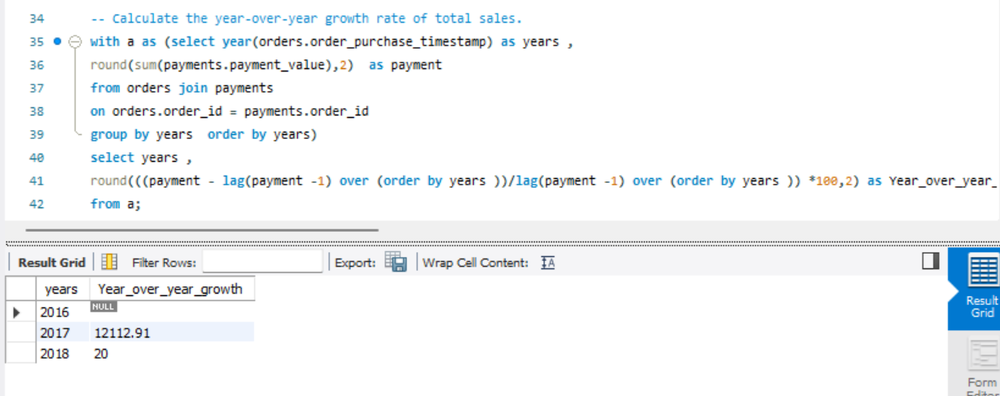 34 -- Calculate the year-over-year growth rate of total sales.
35 with a as (select year(orders.order_purchase_timestamp) as years ,
36 round(sum(payments.payment_value),2)  as payment
37 from orders join payments
38 on orders.order_id = payments.order_id
39 group by years  order by years)
40 select years ,
41 round(((payment - lag(payment -1) over (order by years ))/lag(payment -1) over (order by years )) *100,2) as Year_over_year_
42 from a;
Result Grid Filter Rows: Export: Wrap Cell Content: IA
years Year_over_year_growth
2016 NULL
2017 12112.91
2018 20
Result
Grid
Form
Editor